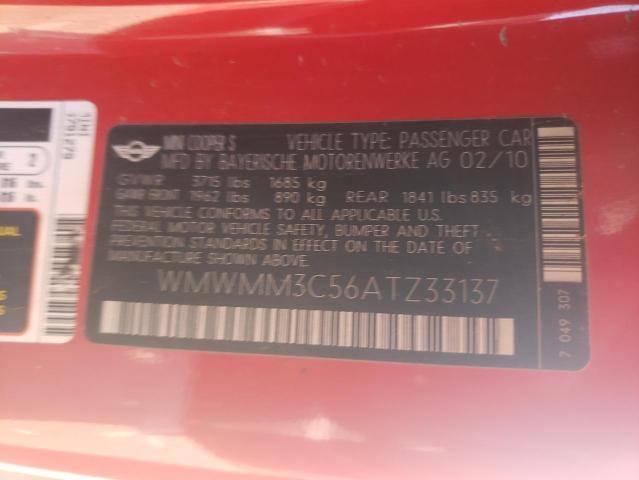 MINI COOPER S VEHICLE TYPE: PASSENGER CAR
MFD BY BAYERISCHE MOTORENWERKE AG 02/10
GVWR 3715 lbs 1685 kg
GAWR FRONT 1962 lbs 890 kg REAR 1841 lbs 835 kg
THIS VEHICLE CONFORMS TO ALL APPLICABLE U.S.
FEDERAL MOTOR VEHICLE SAFETY, BUMPER AND THEFT
PREVENTION STANDARDS IN EFFECT ON THE DATE OF
MANUFACTURE SHOWN ABOVE.
WMWMM3C56ATZ33137
7 049 307
2